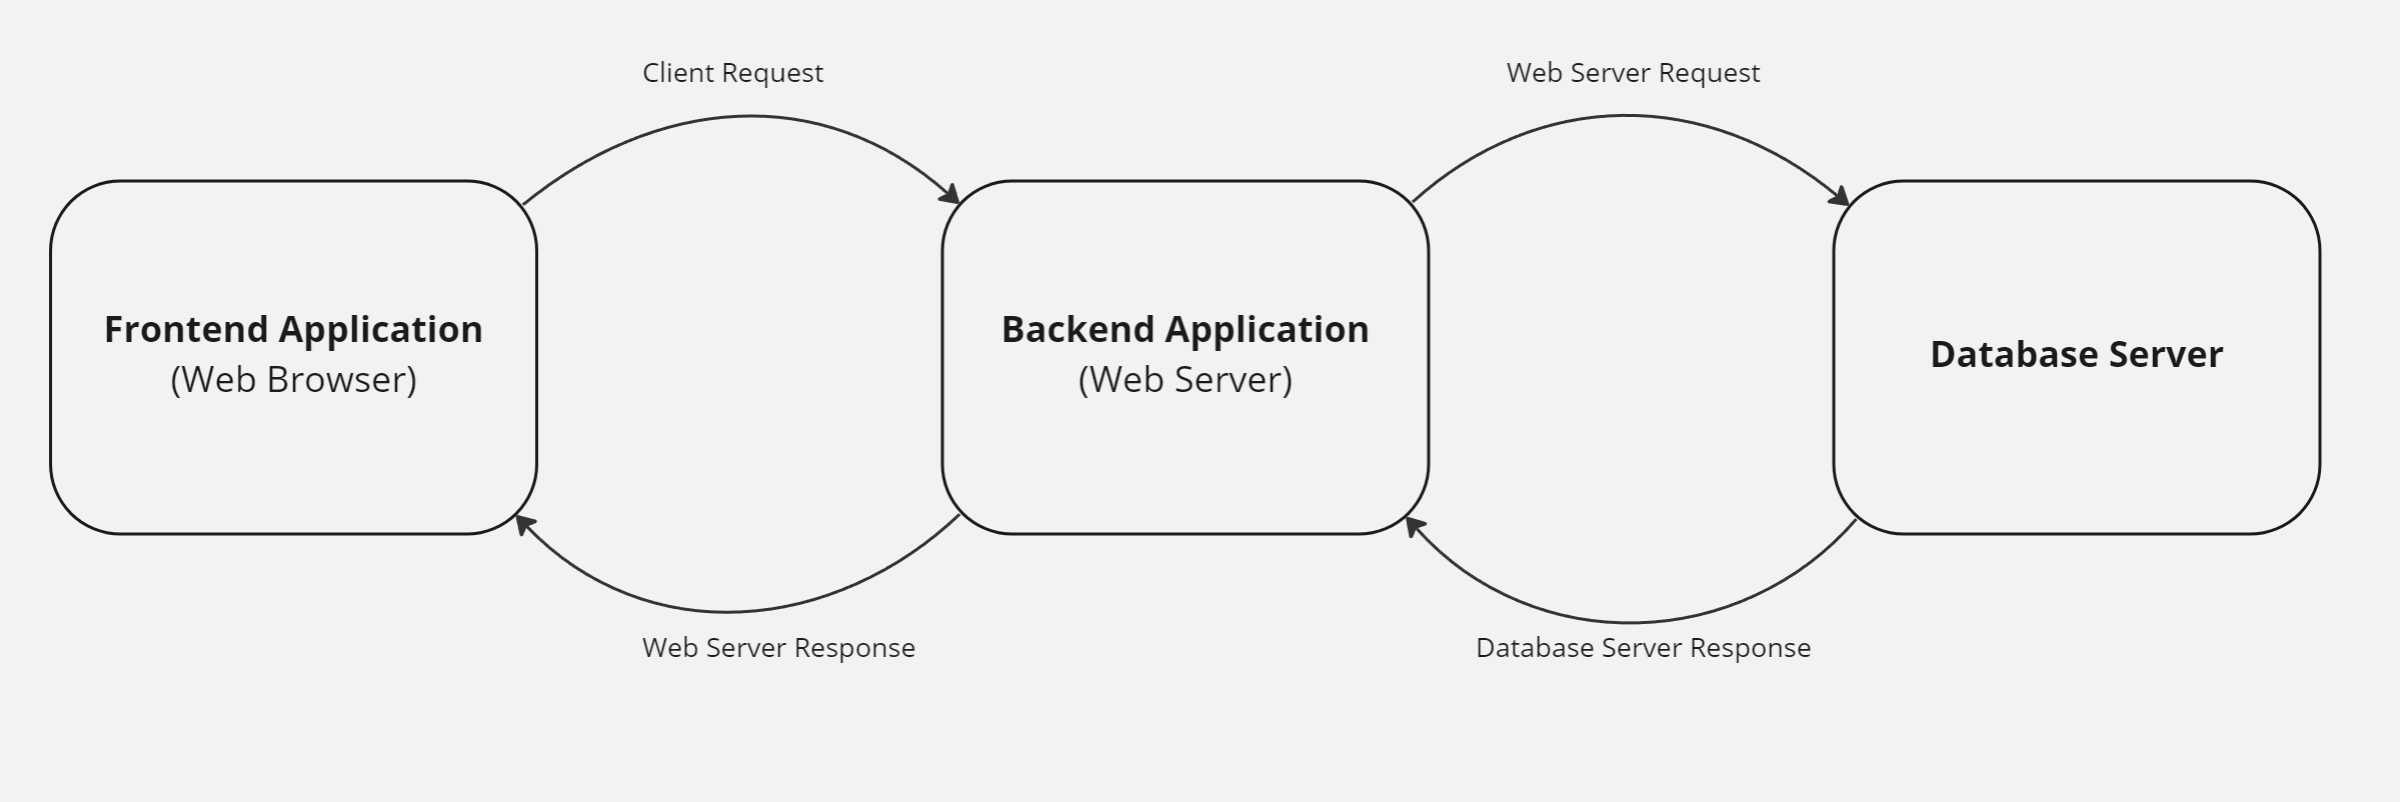 Client Request
Web Server Request
Frontend Application
(Web Browser)
Backend Application
(Web Server)
Database Server
Web Server Response
Database Server Response